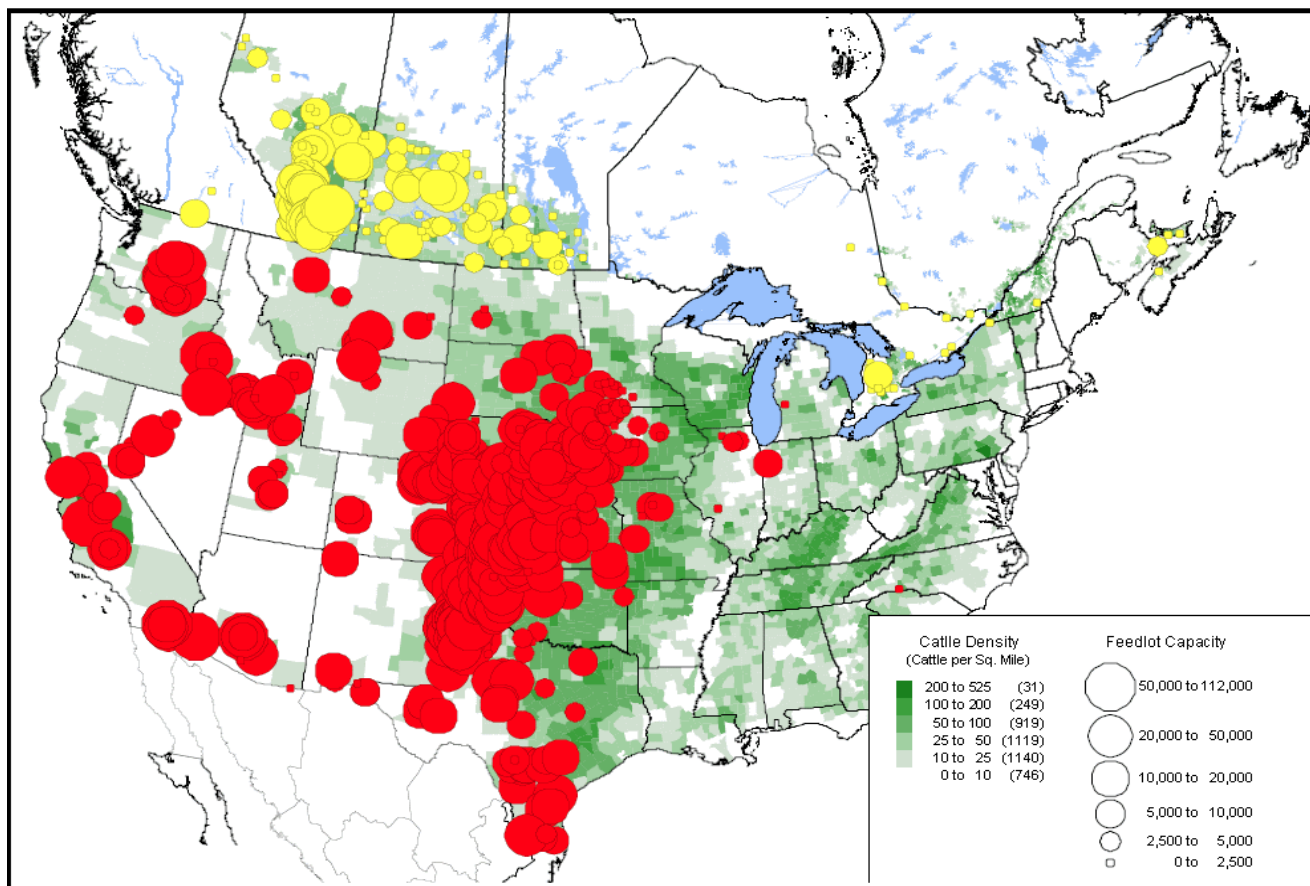 Catlle Density
(Cattle per Sq. Mile)
200 to 525 (31)
100 to 200 (249)
50 to 100 (919)
25 to 50 (1119)
10 to 25 (1140)
0 to 10 (746)
Feedlot Capacity
50,000 to 112,000
20,000 to 50,000
10,000 to 20,000
5,000 to 10,000
2,500 to 5,000
0 to 2,500